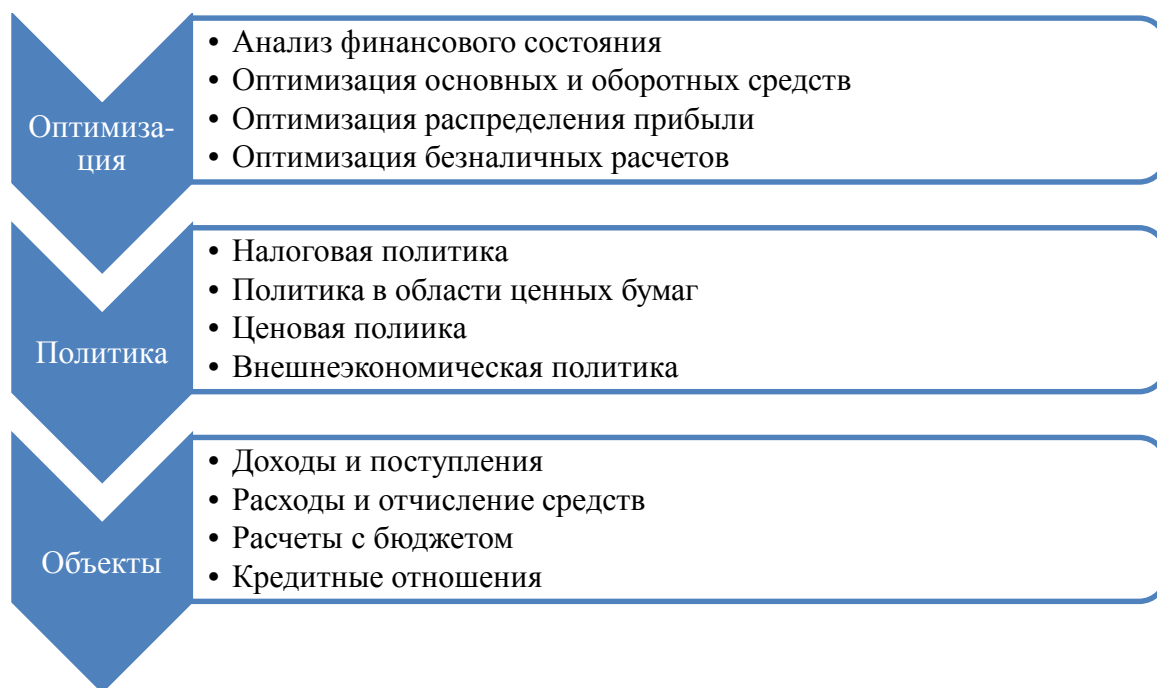 Оптимиза-
ция
• Анализ финансового состояния
• Оптимизация основных и оборотных средств
• Оптимизация распределения прибыли
• Оптимизация безналичных расчетов
Политика
• Налоговая политика
• Политика в области ценных бумаг
• Ценовая полиика
• Внешнеэкономическая политика
Объекты
• Доходы и поступления
• Расходы и отчисление средств
• Расчеты с бюджетом
• Кредитные отношения